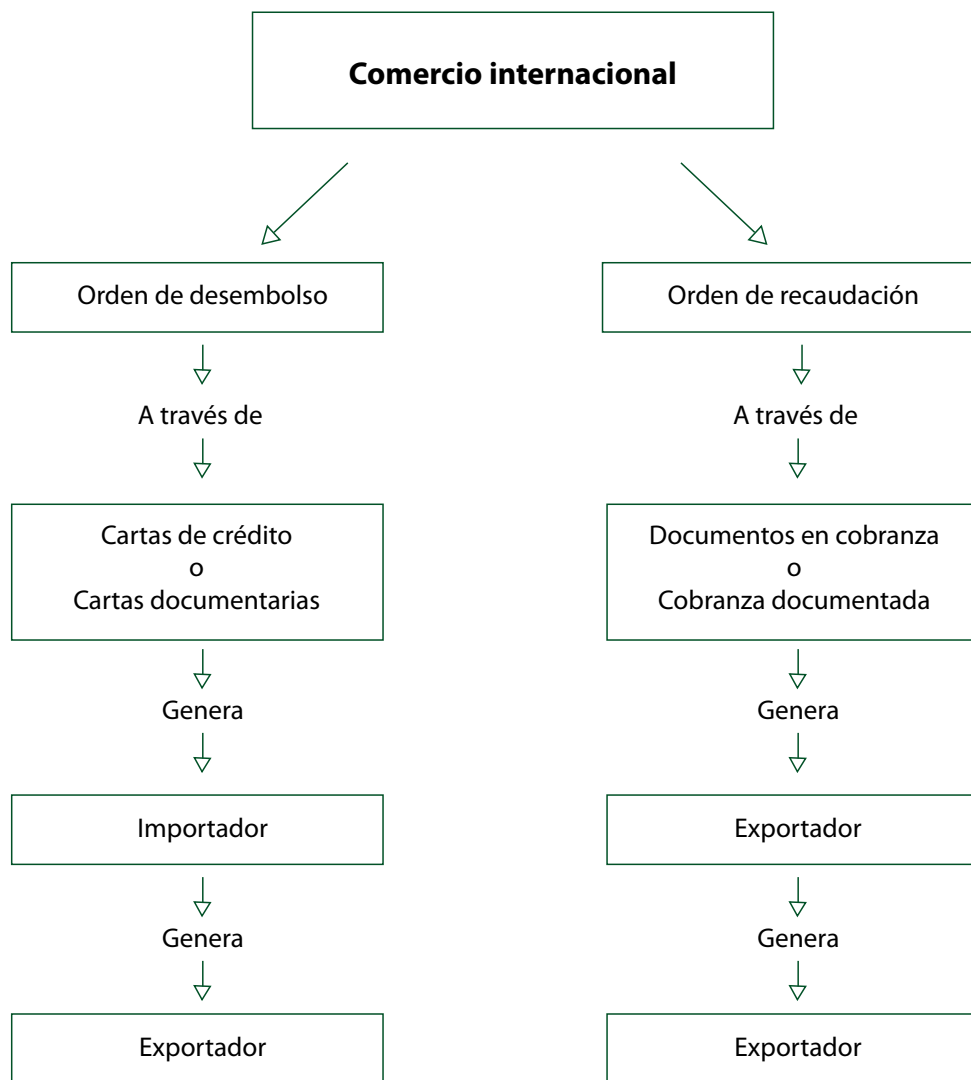 Comercio internacional
Orden de desembolso
Orden de recaudación
A través de
A través de
Cartas de crédito
o
Cartas documentarias
Documentos en cobranza
o
Cobranza documentada
Genera
Genera
Importador
Exportador
Genera
Genera
Exportador
Exportador